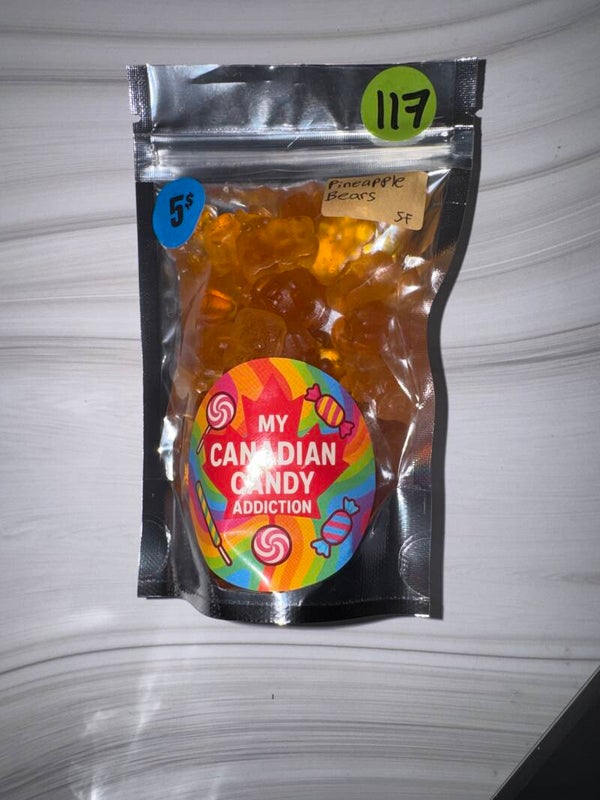 117
5$
Pineapple
Bears
SF
MY
CANADIAN
CANDY
ADDICTION